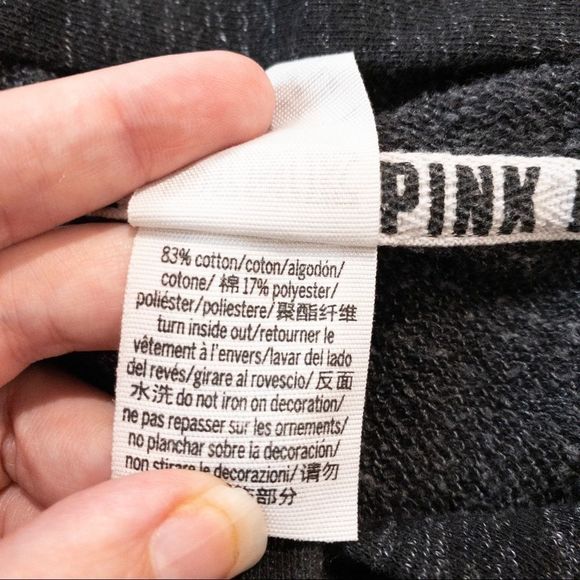 PINK
83% cotton/coton/algodón/
cotone/ 棉 17% polyester/
poliéster/poliestere/聚酯纤维
turn inside out/retourner le
vêtement à l'envers/lavar del lado
del revés/girare al rovescio/反面
水洗 do not iron on decoration/
ne pas repasser sur les ornements/
no planchar sobre la decoración/
non stirare le decorazioni/请勿
部分